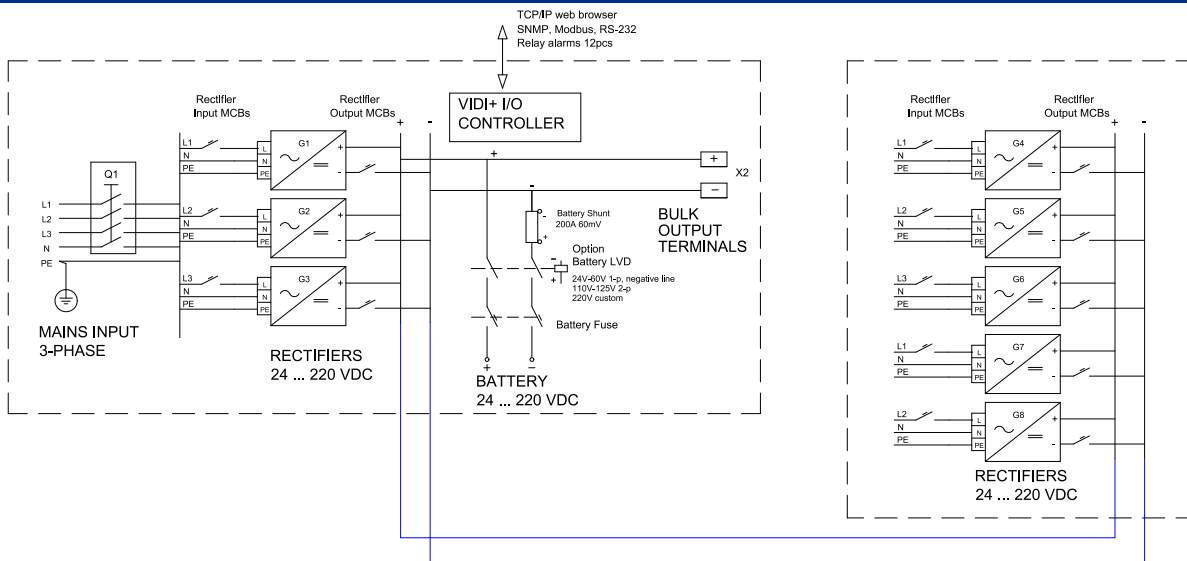 TCP/IP web browser
SNMP, Modbus, RS-232
Relay alarms 12pcs
VIDI+ I/O
CONTROLLER
Rectifier
Input MCBs
Rectifier
Output MCBs
+ -
Q1
L1
L2
L3
N
PE
MAINS INPUT
3-PHASE
L1
N
PE
L
N
PE
G1
+
-
L2
N
PE
L
N
PE
G2
+
-
L3
N
PE
L
N
PE
G3
+
-
RECTIFIERS
24 ... 220 VDC
+
-
+
−
X2
BULK
OUTPUT
TERMINALS
-
Battery Shunt
200A 60mV
+
Option
Battery LVD
-
+
24V-60V 1-p, negative line
110V-125V 2-p
220V custom
Battery Fuse
+ −
BATTERY
24 ... 220 VDC
Rectifier
Input MCBs
Rectifier
Output MCBs
+ -
L1
N
PE
L
N
PE
G4
+
-
L2
N
PE
L
N
PE
G5
+
-
L3
N
PE
L
N
PE
G6
+
-
L1
N
PE
L
N
PE
G7
+
-
L2
N
PE
L
N
PE
G8
+
-
RECTIFIERS
24 ... 220 VDC